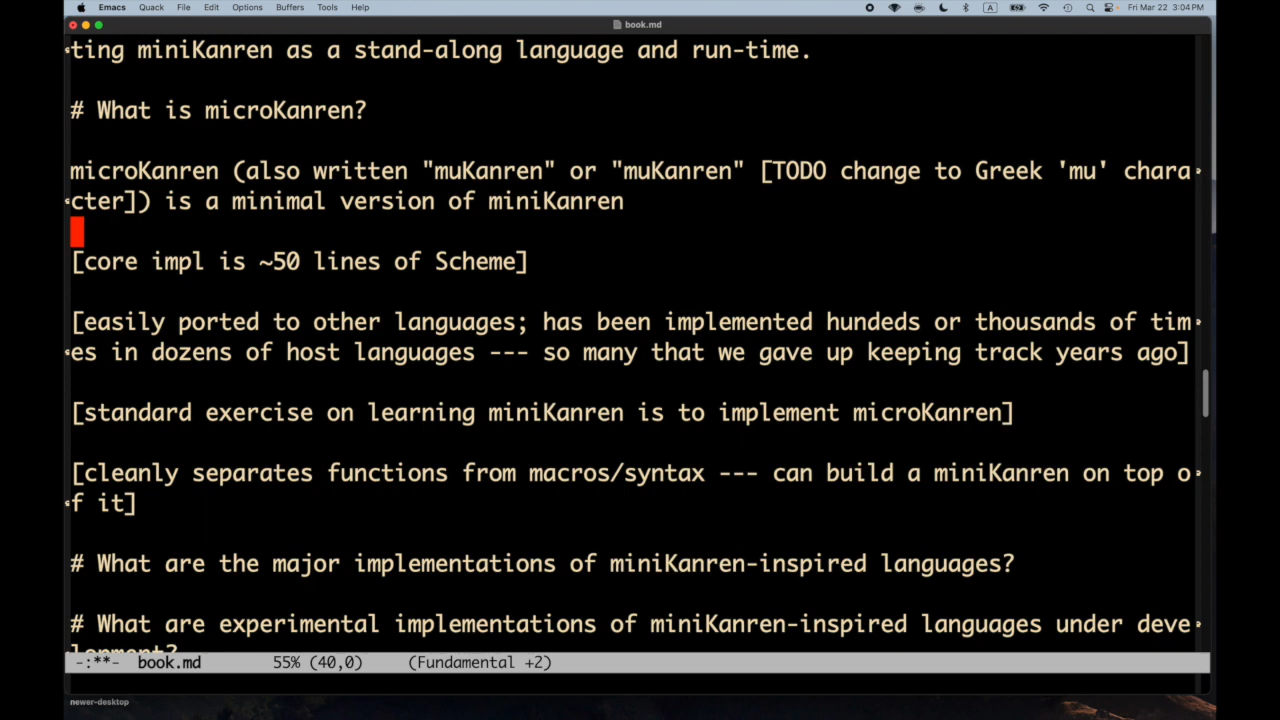 Emacs Quack File Edit Options Buffers Tools Help A Fri Mar 22 3:04 PM
book.md
ting miniKanren as a stand-along language and run-time.
# What is microKanren?
microKanren (also written "muKanren" or "muKanren" [TODO change to Greek 'mu' chara
cter]) is a minimal version of miniKanren
[core impl is ~50 lines of Scheme]
[easily ported to other languages; has been implemented hundeds or thousands of tim
es in dozens of host languages --- so many that we gave up keeping track years ago]
[standard exercise on learning miniKanren is to implement microKanren]
[cleanly separates functions from macros/syntax --- can build a miniKanren on top o
f it]
# What are the major implementations of miniKanren-inspired languages?
# What are experimental implementations of miniKanren-inspired languages under deve
lopment?
-:**- book.md 55% (40,0) (Fundamental +2)
newer-desktop